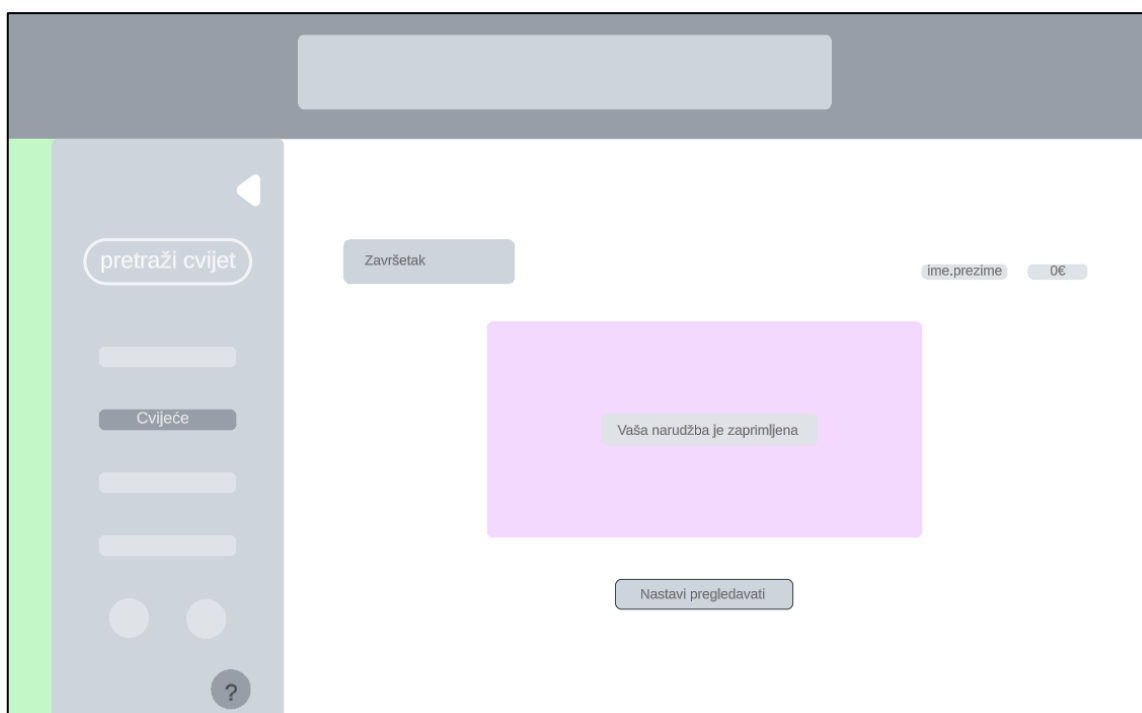 pretraži cvijet
Završetak
ime.prezime
0€
Cvijeće
Vaša narudžba je zaprimljena
Nastavi pregledavati
?